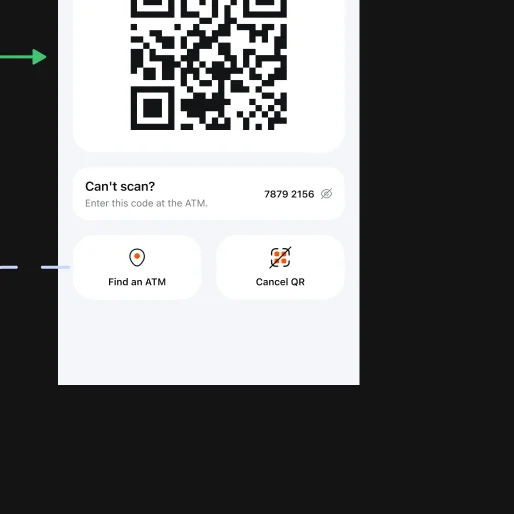 Can't scan?
Enter this code at the ATM.
7879 2156
Find an ATM
Cancel QR